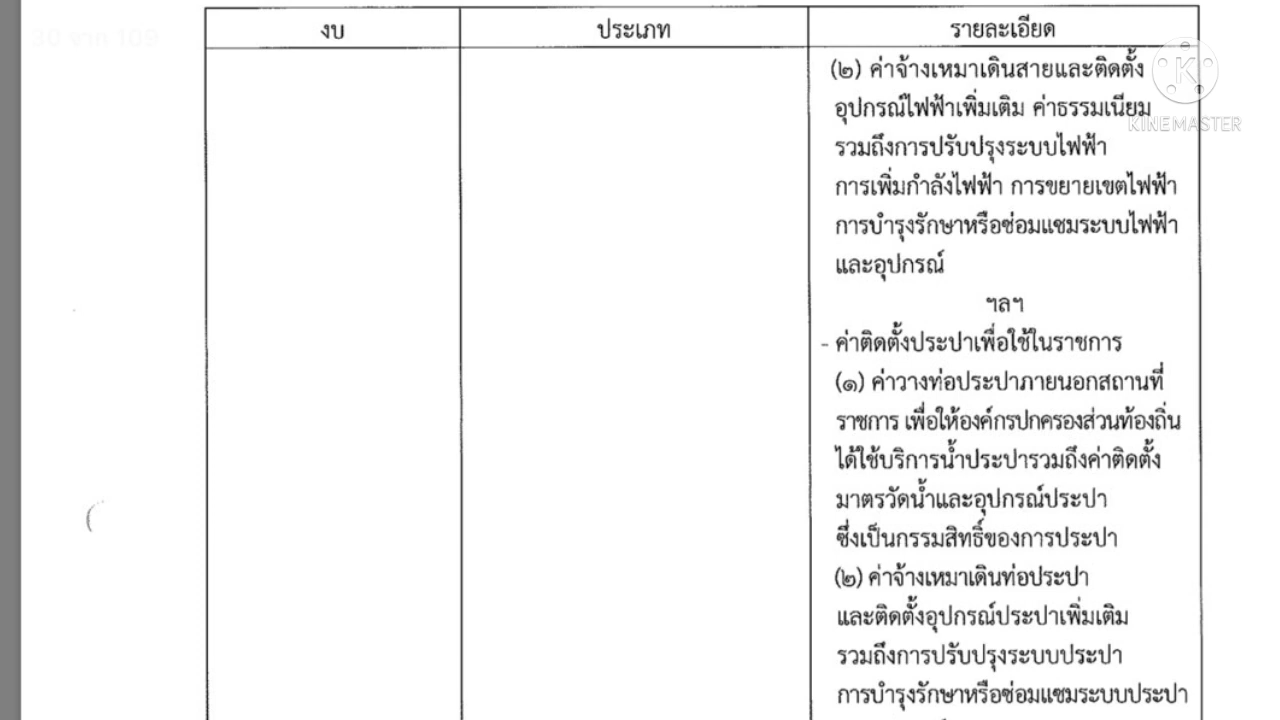 30 จาก 109
งบ ประเภท รายละเอียด
(๒) ค่าจ้างเหมาเดินสายและติดตั้ง
อุปกรณ์ไฟฟ้าเพิ่มเติม ค่าธรรมเนียม
KINEMASTER
รวมถึงการปรับปรุงระบบไฟฟ้า
การเพิ่มกำลังไฟฟ้า การขยายเขตไฟฟ้า
การบำรุงรักษาหรือซ่อมแซมระบบไฟฟ้า
และอุปกรณ์
ฯลฯ
- ค่าติดตั้งประปาเพื่อใช้ในราชการ
(๑) ค่าวางท่อประปาภายนอกสถานที่
ราชการ เพื่อให้องค์กรปกครองส่วนท้องถิ่น
ได้ใช้บริการน้ำประปารวมถึงค่าติดตั้ง
มาตรวัดน้ำและอุปกรณ์ประปา
ซึ่งเป็นกรรมสิทธิ์ของการประปา
(๒) ค่าจ้างเหมาเดินท่อประปา
และติดตั้งอุปกรณ์ประปาเพิ่มเติม
รวมถึงการปรับปรุงระบบประปา
การบำรุงรักษาหรือซ่อมแซมระบบประปา